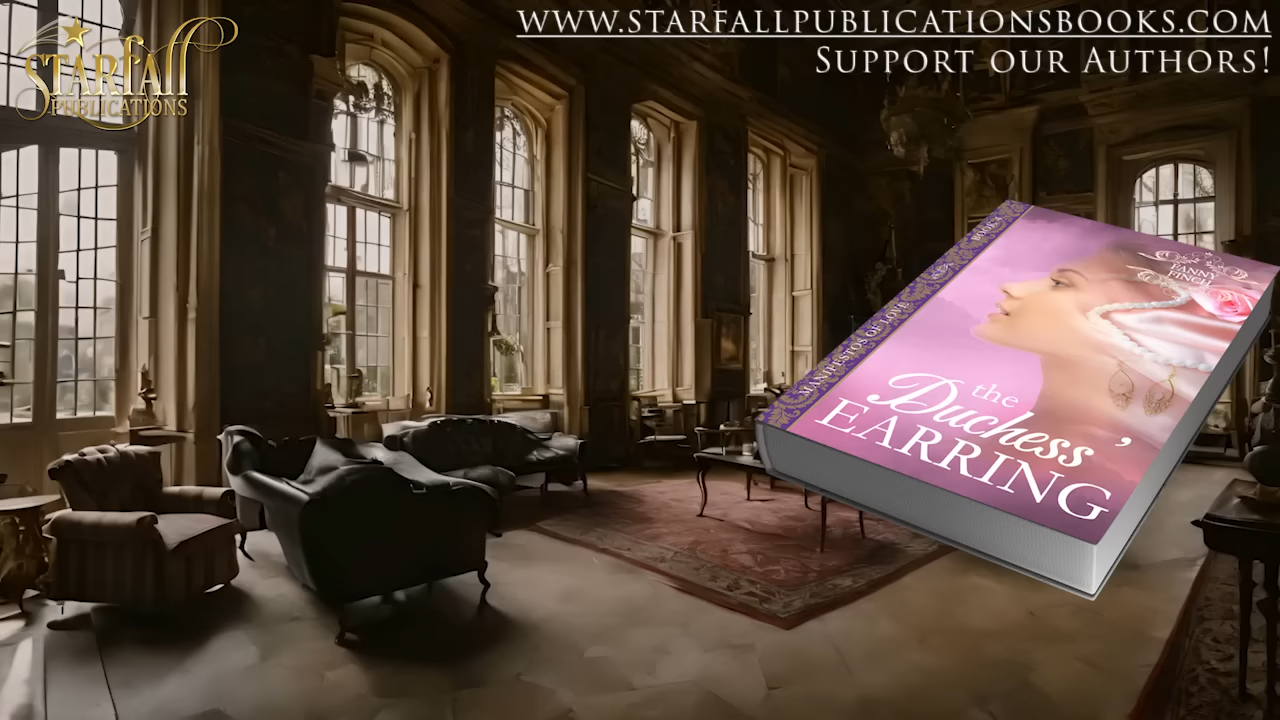 STARfall
PUBLICATIONS
WWW.STARFALLPUBLICATIONSBOOKS.COM
SUPPORT OUR AUTHORS!
FANNY
FINCH
MANIFESTOS OF LOVE
the
Duchess'
EARRING